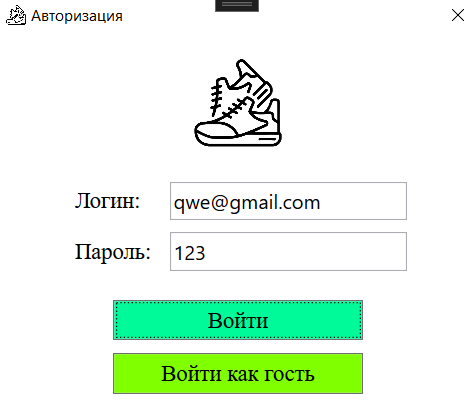 Авторизация
Логин: qwe@gmail.com
Пароль: 123
Войти
Войти как гость